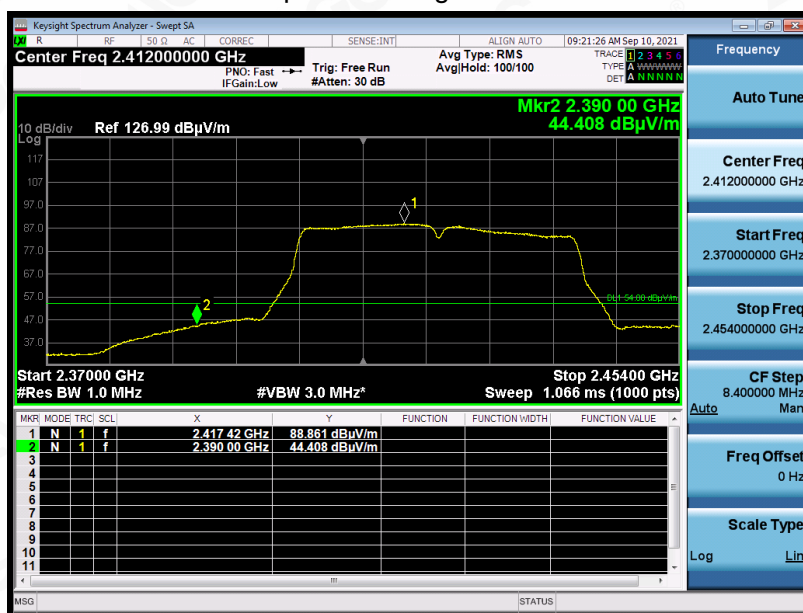 Keysight Spectrum Analyzer - Swept SA
LXI R RF 50 Ω AC CORREC SENSE:INT ALIGN AUTO 09:21:26 AM Sep 10, 2021
Center Freq 2.412000000 GHz
PNO: Fast
IFGain:Low
Trig: Free Run
#Atten: 30 dB
Avg Type: RMS
Avg|Hold: 100/100
TRACE 1 2 3 4 5 6
TYPE A WWWWW
DET A N N N N N
Mkr2 2.390 00 GHz
44.408 dBµV/m
10 dB/div Ref 126.99 dBµV/m
Log
117
107
97.0
87.0
77.0
67.0
57.0
47.0
37.0
1
2
DL1 54.00 dBµV/m
Start 2.37000 GHz Stop 2.45400 GHz
#Res BW 1.0 MHz #VBW 3.0 MHz* Sweep 1.066 ms (1000 pts)
MKR MODE TRC SCL X Y FUNCTION FUNCTION WIDTH FUNCTION VALUE
1 N 1 f 2.417 42 GHz 88.861 dBµV/m
2 N 1 f 2.390 00 GHz 44.408 dBµV/m
3
4
5
6
7
8
9
10
11
MSG STATUS
Frequency
Auto Tune
Center Freq
2.412000000 GHz
Start Freq
2.370000000 GHz
Stop Freq
2.454000000 GHz
CF Step
8.400000 MHz
Auto Man
Freq Offset
0 Hz
Scale Type
Log Lin